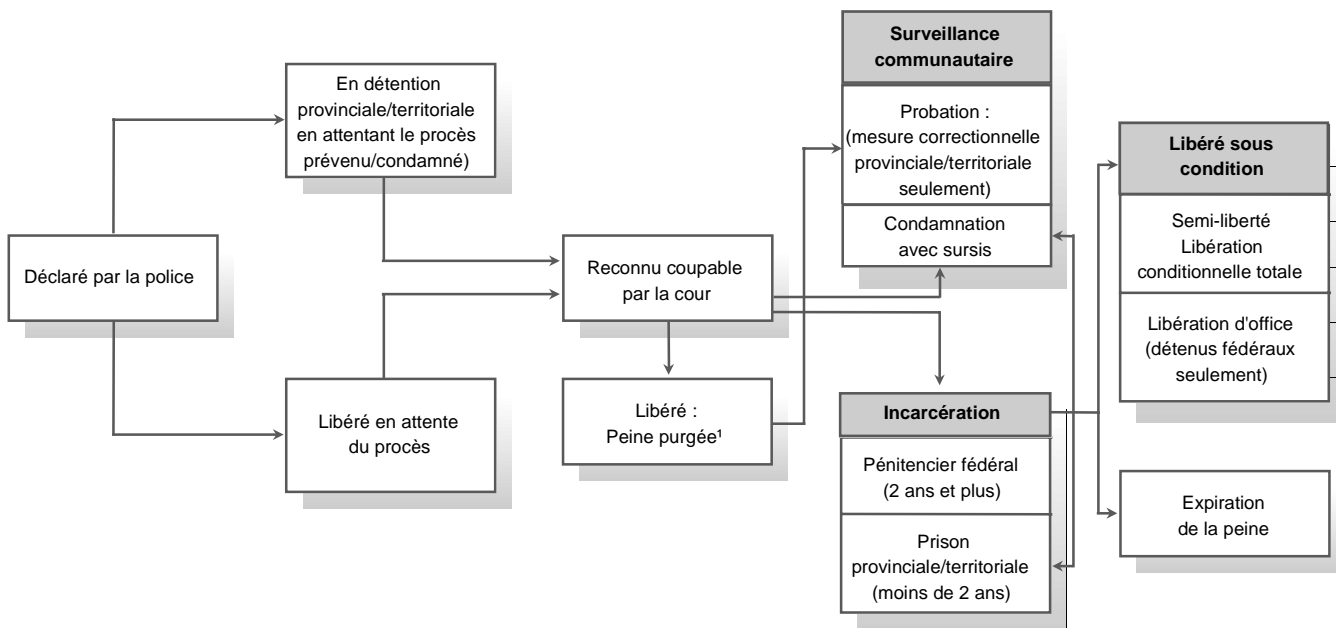 Déclaré par la police
En détention
provinciale/territoriale
en attentant le procès
prévenu/condamné)
Libéré en attente
du procès
Reconnu coupable
par la cour
Libéré :
Peine purgée¹
Surveillance
communautaire
Probation :
(mesure correctionnelle
provinciale/territoriale
seulement)
Condamnation
avec sursis
Incarcération
Pénitencier fédéral
(2 ans et plus)
Prison
provinciale/territoriale
(moins de 2 ans)
Libéré sous
condition
Semi-liberté
Libération
conditionnelle totale
Libération d'office
(détenus fédéraux
seulement)
Expiration
de la peine